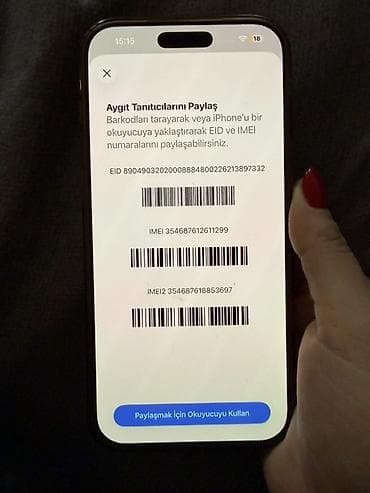 15:15
18
Aygıt Tanıtıcılarını Paylaş
Barkodları tarayarak veya iPhone'u bir
okuyucuya yaklaştırarak EID ve IMEI
numaralarını paylaşabilirsiniz.
EID 89049032020008884800226213897332
IMEI 354687612611299
IMEI2 354687618853697
Paylaşmak İçin Okuyucuyu Kullan